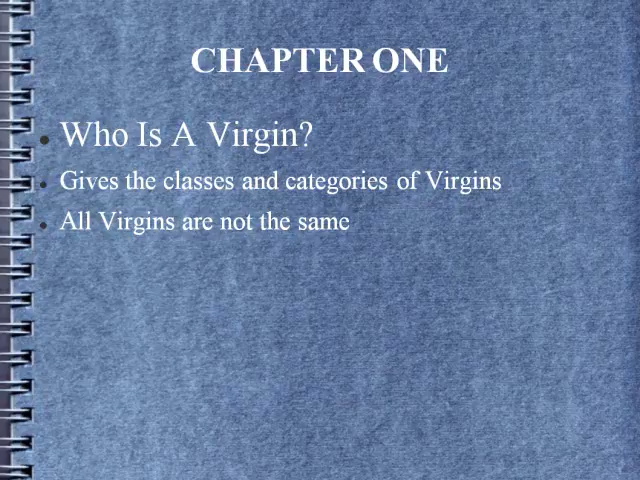 CHAPTER ONE
Who Is A Virgin?
Gives the classes and categories of Virgins
All Virgins are not the same